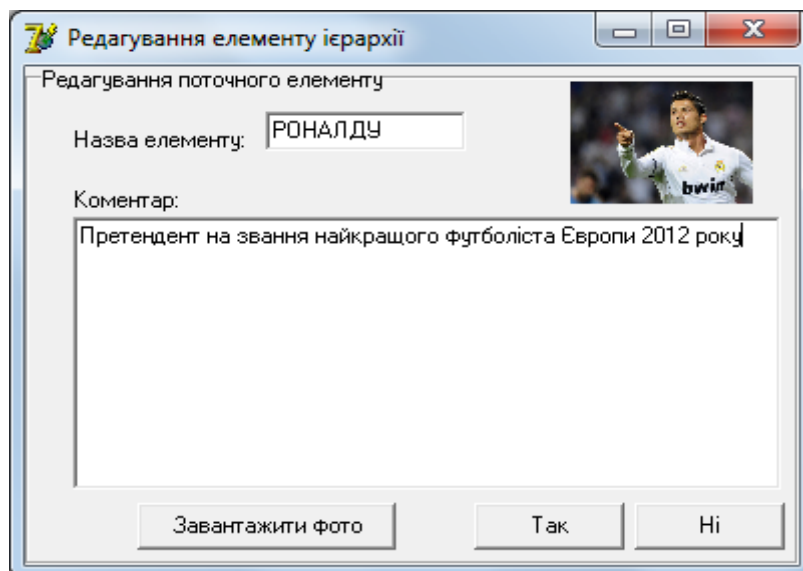 Редагування елементу ієрархії
Редагування поточного елементу
Назва елементу: РОНАЛДУ
bwin
Коментар:
Претендент на звання найкращого футболіста Європи 2012 року
Завантажити фото Так Ні